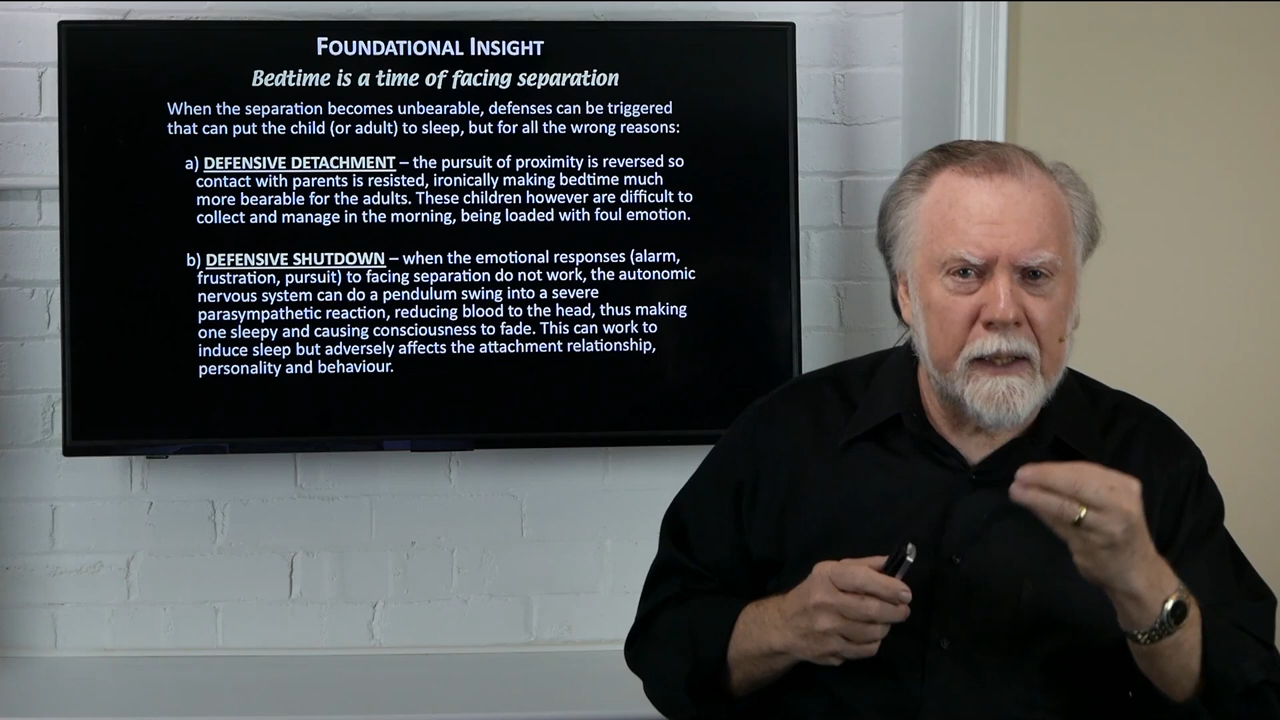 FOUNDATIONAL INSIGHT
Bedtime is a time of facing separation
When the separation becomes unbearable, defenses can be triggered
that can put the child (or adult) to sleep, but for all the wrong reasons:
a) DEFENSIVE DETACHMENT – the pursuit of proximity is reversed so
contact with parents is resisted, ironically making bedtime much
more bearable for the adults. These children however are difficult to
collect and manage in the morning, being loaded with foul emotion.
b) DEFENSIVE SHUTDOWN – when the emotional responses (alarm,
frustration, pursuit) to facing separation do not work, the autonomic
nervous system can do a pendulum swing into a severe
parasympathetic reaction, reducing blood to the head, thus making
one sleepy and causing consciousness to fade. This can work to
induce sleep but adversely affects the attachment relationship,
personality and behaviour.